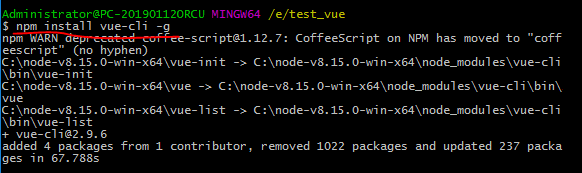 Administrator@PC-20190112ORCU MINGW64 /e/test_vue
$ npm install vue-cli -g
npm WARN deprecated coffee-script@1.12.7: CoffeeScript on NPM has moved to "coff
eescript" (no hyphen)
C:\node-v8.15.0-win-x64\vue-init -> C:\node-v8.15.0-win-x64\node_modules\vue-cli
\bin\vue-init
C:\node-v8.15.0-win-x64\vue -> C:\node-v8.15.0-win-x64\node_modules\vue-cli\bin\
vue
C:\node-v8.15.0-win-x64\vue-list -> C:\node-v8.15.0-win-x64\node_modules\vue-cli
\bin\vue-list
+ vue-cli@2.9.6
added 4 packages from 1 contributor, removed 1022 packages and updated 237 packa
ges in 67.788s